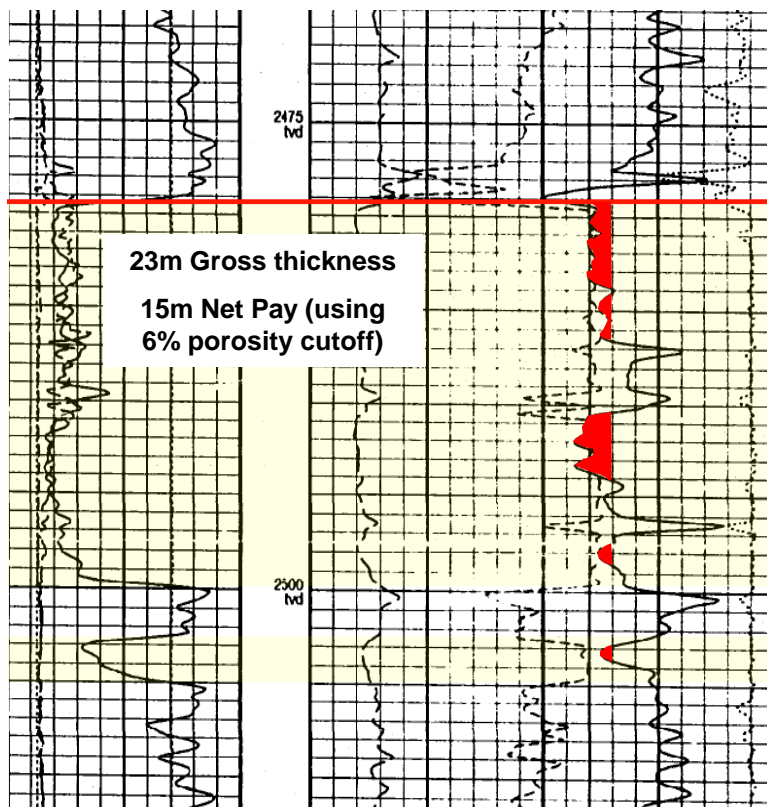 2475
tvd
23m Gross thickness
15m Net Pay (using
6% porosity cutoff)
2500
tvd